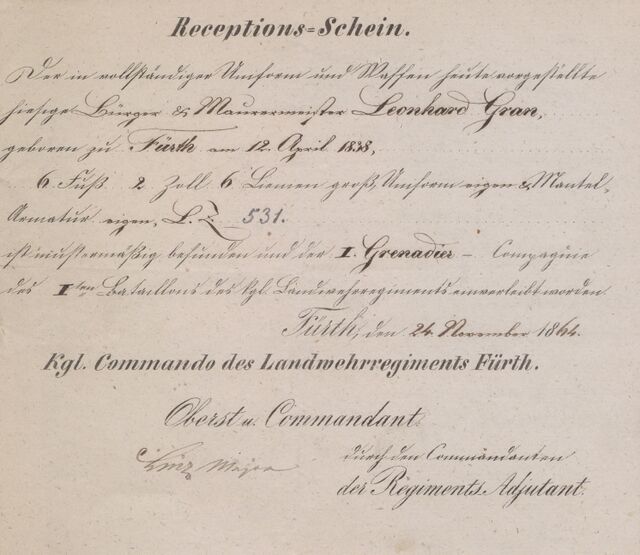 Receptions=Schein.
Der in vollständiger Uniform und Waffen heute vorgestellte
hiesige Bürger & Maurermeister Leonhard Gran,
geboren zu Fürth am 12. April 1838,
6 Fuß 2 Zoll 6 Linien groß, Uniform eigen & Mantel,
Armatur eigen, L. Z. 531.
ist mustermäßig befunden und der I. Grenadier - Compagnie
des Iten Bataillons des kgl. Landwehrregiments einverleibt worden
Fürth, den 24. November 1864.
Kgl. Commando des Landwehrregiments Fürth.
Oberst u. Commandant.
Major
durch den Commandanten
der Regiments Adjutant.